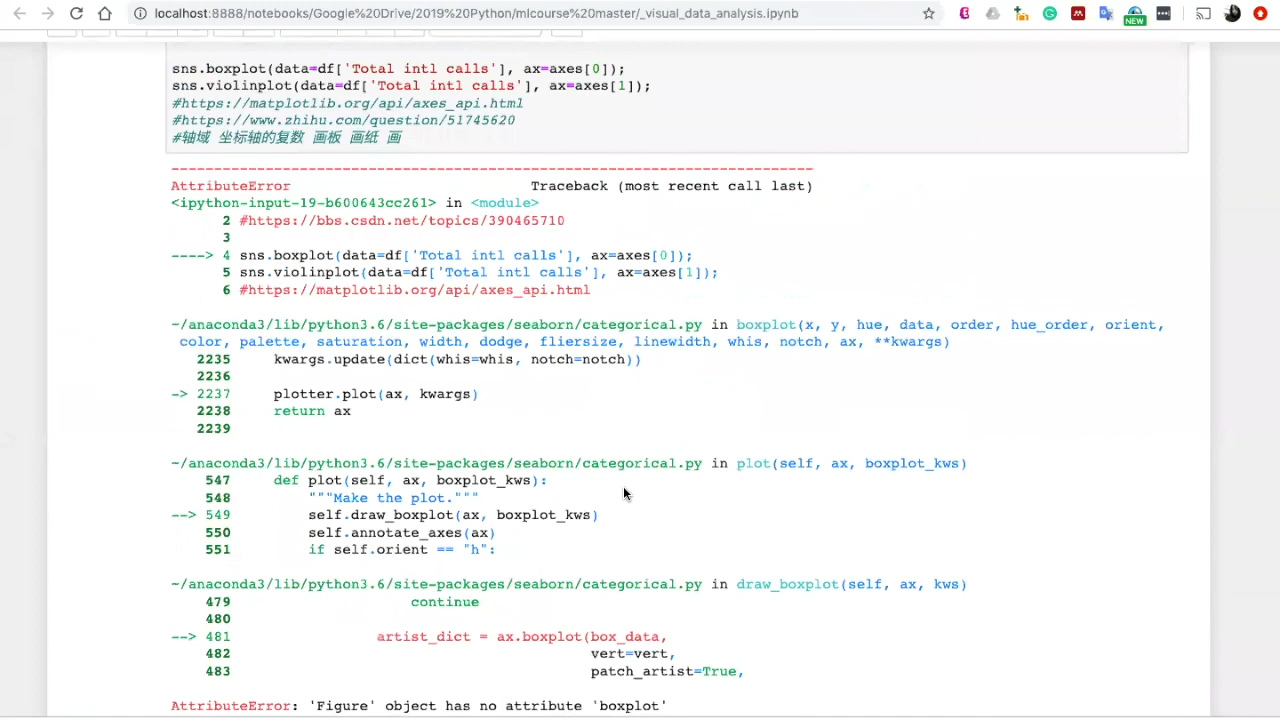 localhost:8888/notebooks/Google%20Drive/2019%20Python/mlcourse%20master/_visual_data_analysis.ipynb
NEW
sns.boxplot(data=df['Total intl calls'], ax=axes[0]);
sns.violinplot(data=df['Total intl calls'], ax=axes[1]);
#https://matplotlib.org/api/axes_api.html
#https://www.zhihu.com/question/51745620
#轴域 坐标轴的复数 画板 画纸 画
---------------------------------------------------------------------------
AttributeError                            Traceback (most recent call last)
<ipython-input-19-b600643cc261> in <module>
      2 #https://bbs.csdn.net/topics/390465710
      3
----> 4 sns.boxplot(data=df['Total intl calls'], ax=axes[0]);
      5 sns.violinplot(data=df['Total intl calls'], ax=axes[1]);
      6 #https://matplotlib.org/api/axes_api.html
~/anaconda3/lib/python3.6/site-packages/seaborn/categorical.py in boxplot(x, y, hue, data, order, hue_order, orient,
color, palette, saturation, width, dodge, fliersize, linewidth, whis, notch, ax, **kwargs)
   2235     kwargs.update(dict(whis=whis, notch=notch))
   2236
-> 2237     plotter.plot(ax, kwargs)
   2238     return ax
   2239
~/anaconda3/lib/python3.6/site-packages/seaborn/categorical.py in plot(self, ax, boxplot_kws)
    547     def plot(self, ax, boxplot_kws):
    548         """Make the plot."""
--> 549         self.draw_boxplot(ax, boxplot_kws)
    550         self.annotate_axes(ax)
    551         if self.orient == "h":
~/anaconda3/lib/python3.6/site-packages/seaborn/categorical.py in draw_boxplot(self, ax, kws)
    479                     continue
    480
--> 481                 artist_dict = ax.boxplot(box_data,
    482                                          vert=vert,
    483                                          patch_artist=True,
AttributeError: 'Figure' object has no attribute 'boxplot'